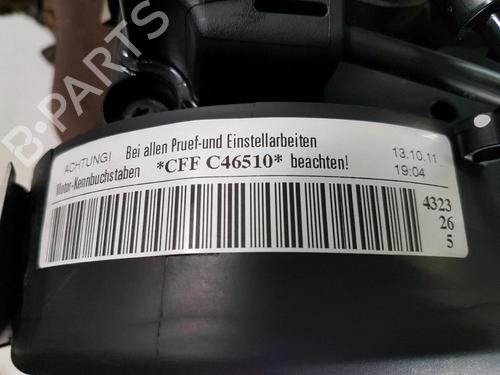 B-PARTS
ACHTUNG! Bei allen Pruef-und Einstellarbeiten
Motor-Kennbuchstaben *CFF C46510* beachten!
13.10.11
19:04
4323
26
5